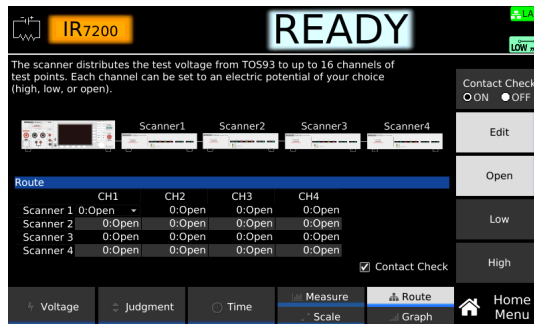 IR7200
READY
LA
LOW
The scanner distributes the test voltage from TOS93 to up to 16 channels of
test points. Each channel can be set to an electric potential of your choice
(high, low, or open).
Contact Check
ON OFF
Scanner1 Scanner2 Scanner3 Scanner4
Edit
Open
Route
CH1 CH2 CH3 CH4
Scanner 1 0:Open 0:Open 0:Open 0:Open
Scanner 2 0:Open 0:Open 0:Open 0:Open
Scanner 3 0:Open 0:Open 0:Open 0:Open
Scanner 4 0:Open 0:Open 0:Open 0:Open
Low
High
Contact Check
Voltage Judgment Time Measure Route
Scale Graph
Home
Menu